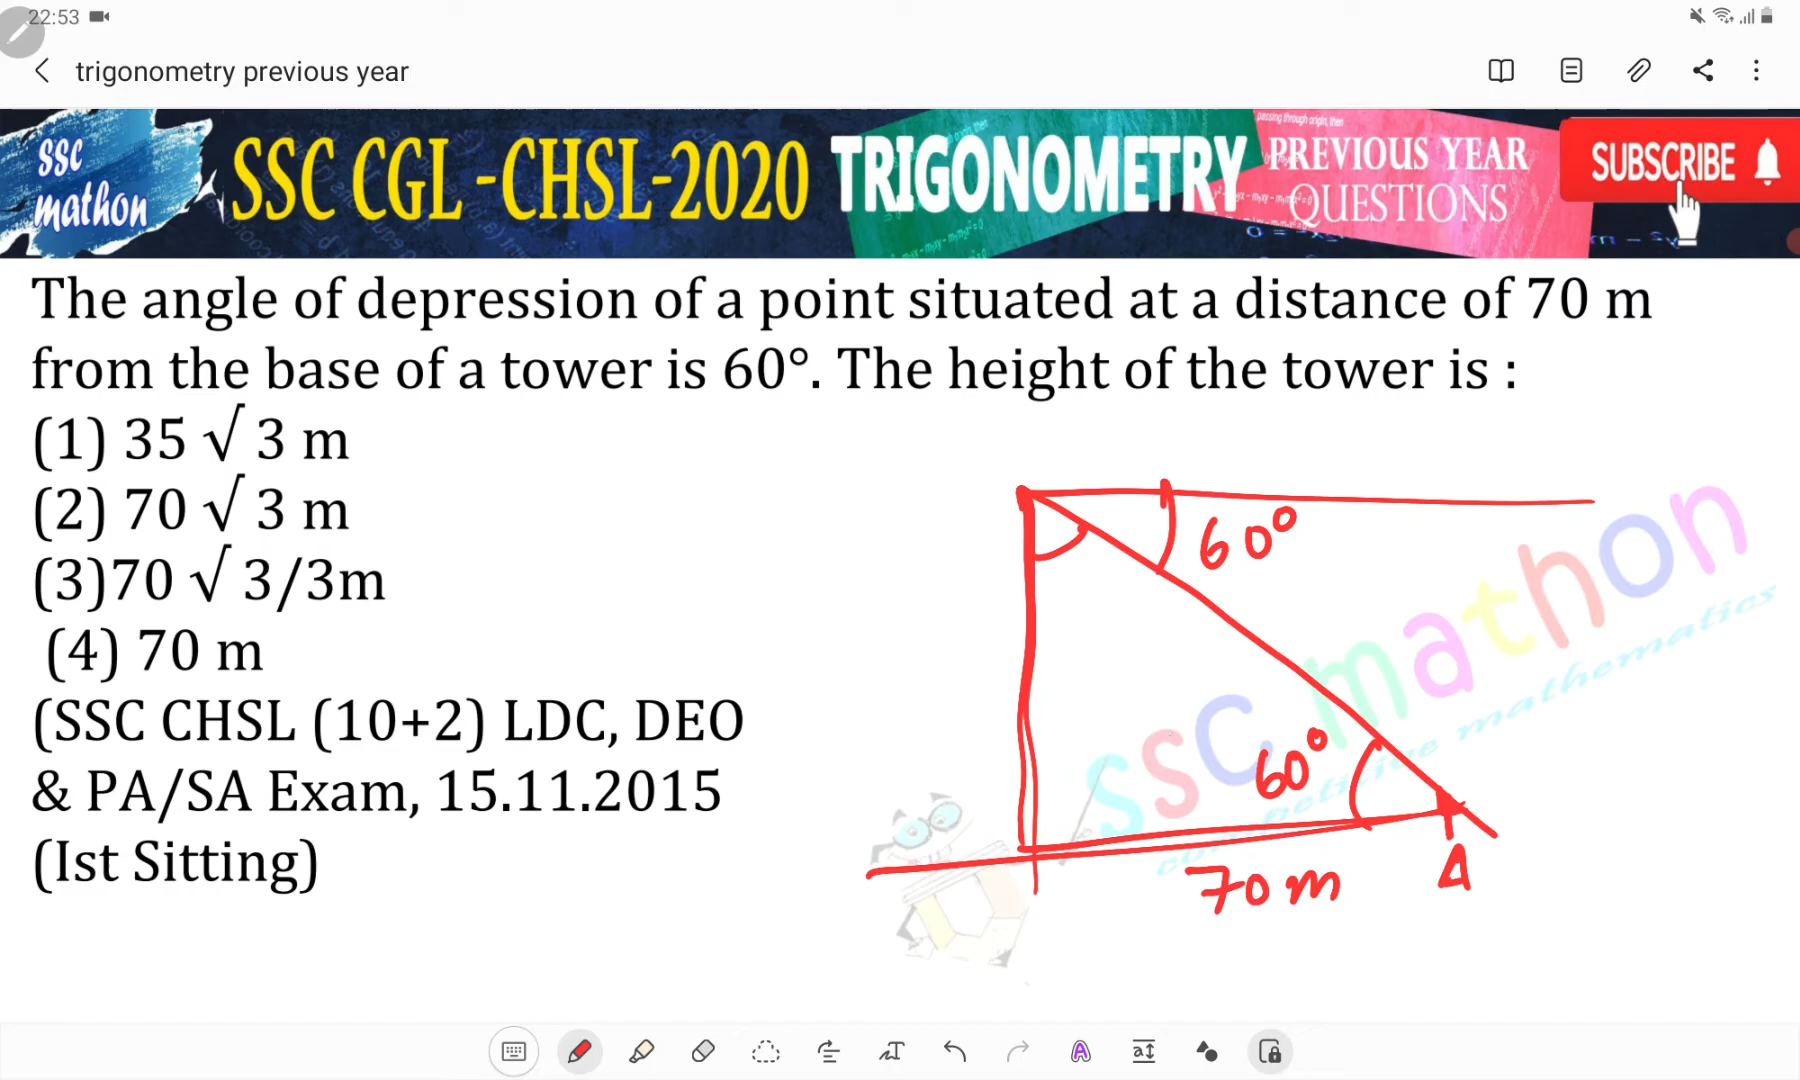 22:53
trigonometry previous year
SSC mathon
SSC CGL -CHSL-2020 TRIGONOMETRY PREVIOUS YEAR QUESTIONS
SUBSCRIBE
The angle of depression of a point situated at a distance of 70 m
from the base of a tower is 60°. The height of the tower is :
(1) 35 √ 3 m
(2) 70 √ 3 m
(3)70 √ 3/3m
(4) 70 m
(SSC CHSL (10+2) LDC, DEO
& PA/SA Exam, 15.11.2015
(Ist Sitting)
60°
60°
70 m
A
ssc mathon
competitive mathematics